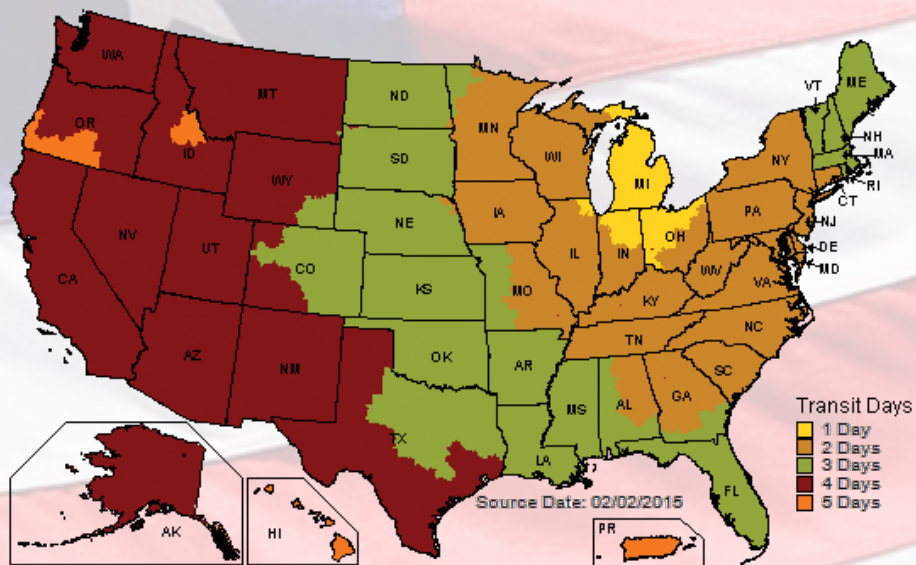 WA
MT
ND
MN
VT
ME
OR
ID
SD
WI
MI
NY
NH
MA
WY
NE
IA
PA
RI
CT
NV
UT
CO
IL
IN
OH
NJ
CA
KS
MO
WV
VA
DE
MD
KY
AZ
NM
OK
AR
TN
NC
SC
TX
LA
MS
AL
GA
FL
Transit Days
1 Day
2 Days
3 Days
4 Days
5 Days
Source Date: 02/02/2015
AK
HI
PR